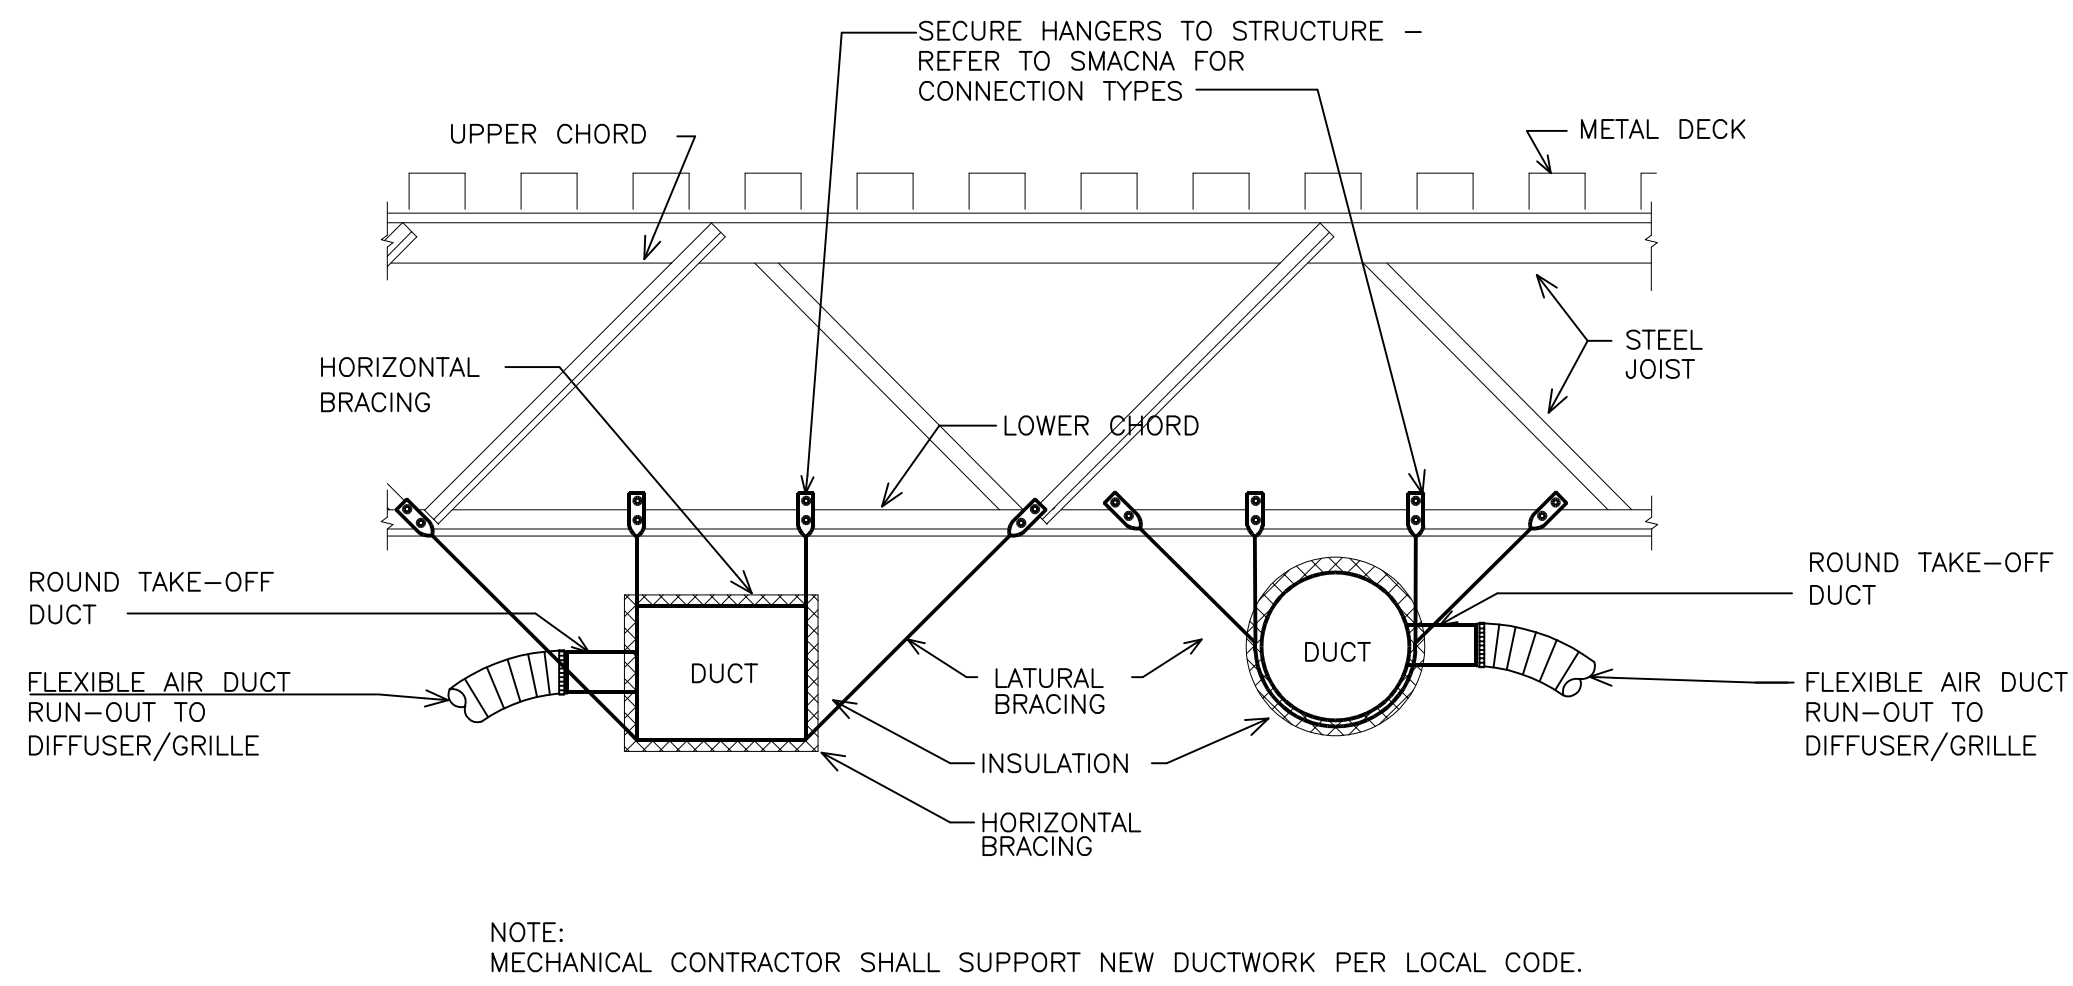 SECURE HANGERS TO STRUCTURE –
REFER TO SMACNA FOR
CONNECTION TYPES
UPPER CHORD
METAL DECK
STEEL
JOIST
HORIZONTAL
BRACING
LOWER CHORD
ROUND TAKE-OFF
DUCT
FLEXIBLE AIR DUCT
RUN-OUT TO
DIFFUSER/GRILLE
DUCT
LATURAL
BRACING
INSULATION
HORIZONTAL
BRACING
DUCT
ROUND TAKE-OFF
DUCT
FLEXIBLE AIR DUCT
RUN-OUT TO
DIFFUSER/GRILLE
NOTE:
MECHANICAL CONTRACTOR SHALL SUPPORT NEW DUCTWORK PER LOCAL CODE.